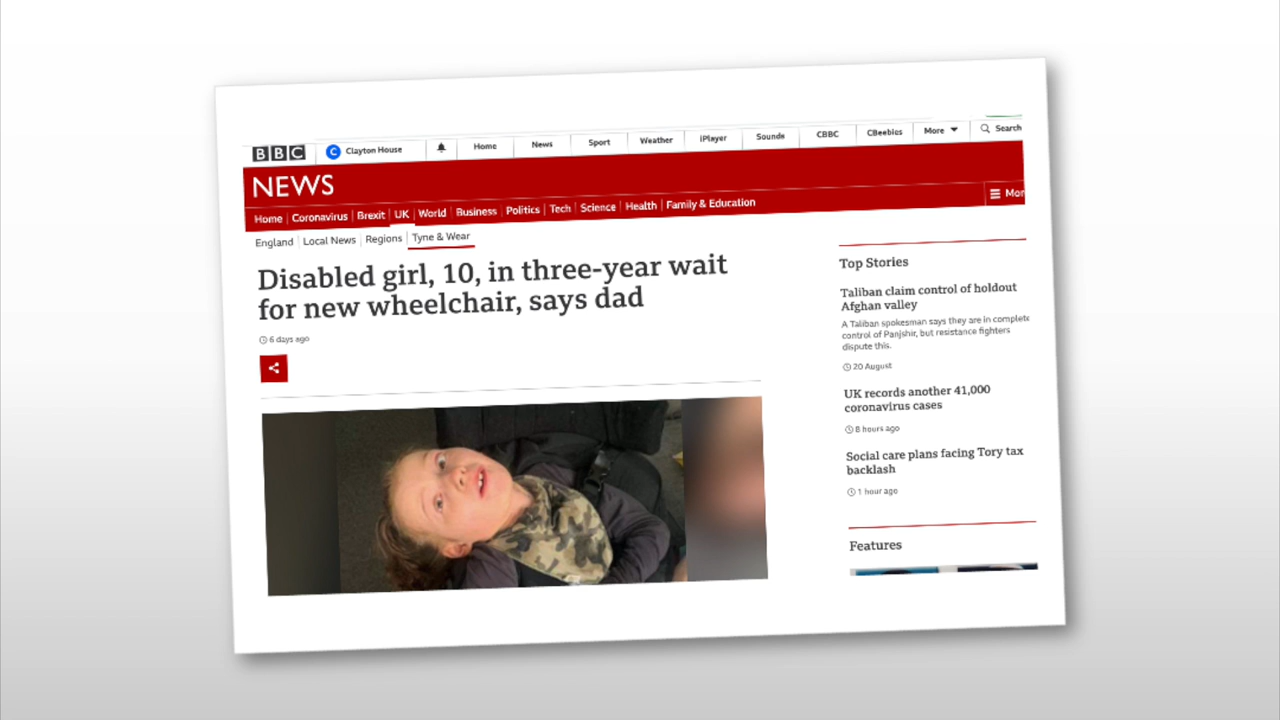 BBC Clayton House Home News Sport Weather iPlayer Sounds CBBC CBeebies More Search
NEWS
Home Coronavirus Brexit UK World Business Politics Tech Science Health Family & Education
England Local News Regions Tyne & Wear
Disabled girl, 10, in three-year wait
for new wheelchair, says dad
6 days ago
Top Stories
Taliban claim control of holdout
Afghan valley
A Taliban spokesman says they are in complete
control of Panjshir, but resistance fighters
dispute this.
20 August
UK records another 41,000
coronavirus cases
8 hours ago
Social care plans facing Tory tax
backlash
1 hour ago
Features